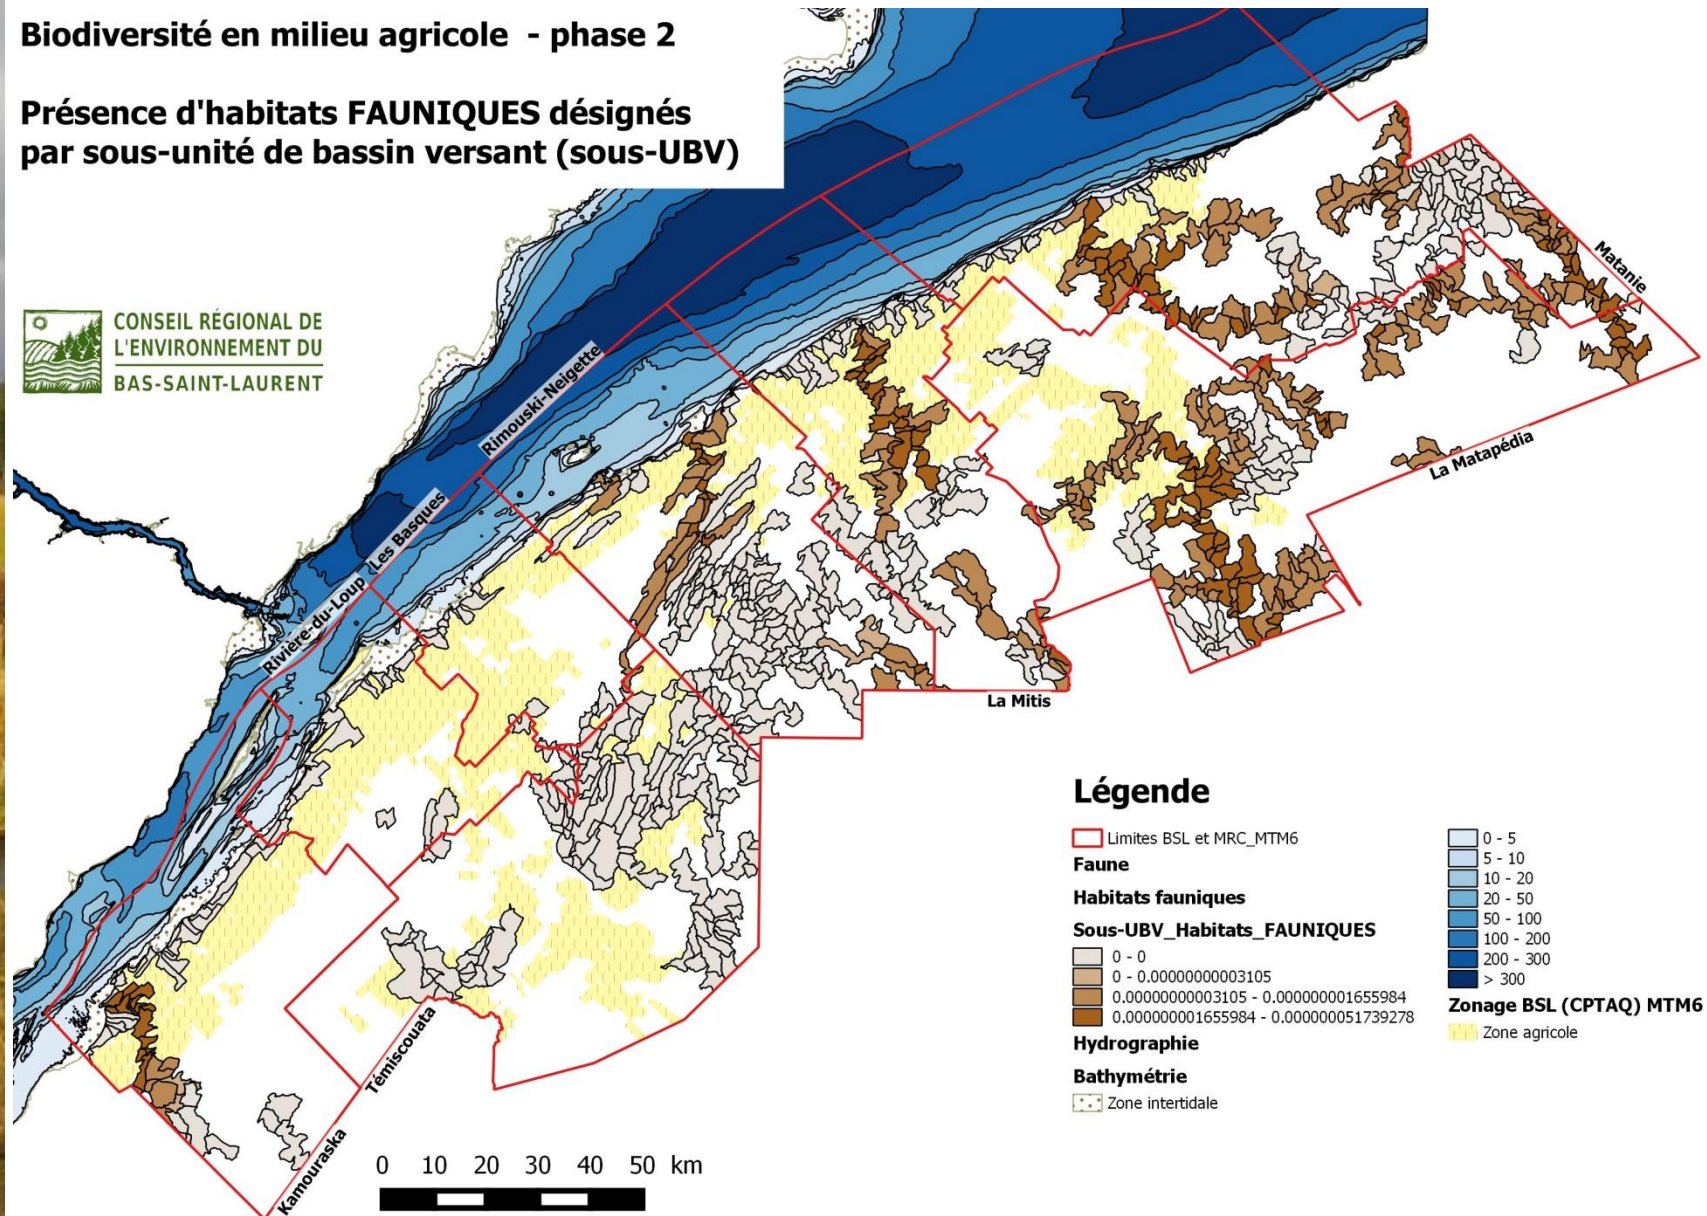 Biodiversité en milieu agricole - phase 2
Présence d'habitats FAUNIQUES désignés
par sous-unité de bassin versant (sous-UBV)
CONSEIL RÉGIONAL DE
L'ENVIRONNEMENT DU
BAS-SAINT-LAURENT
Matanie
Rimouski-Neigette
La Matapédia
Les Basques
Rivière-du-Loup
La Mitis
Témiscouata
Kamouraska
0 10 20 30 40 50 km
Légende
Limites BSL et MRC_MTM6
Faune
Habitats fauniques
Sous-UBV_Habitats_FAUNIQUES
0 - 0
0 - 0.00000000003105
0.00000000003105 - 0.000000001655984
0.000000001655984 - 0.000000051739278
Hydrographie
Bathymétrie
Zone intertidale
0 - 5
5 - 10
10 - 20
20 - 50
50 - 100
100 - 200
200 - 300
> 300
Zonage BSL (CPTAQ) MTM6
Zone agricole